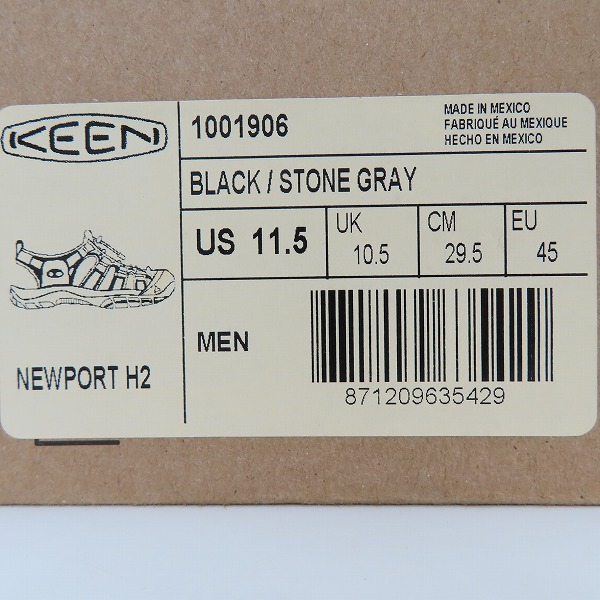 KEEN
1001906
MADE IN MEXICO
FABRIQUÉ AU MEXIQUE
HECHO EN MEXICO
BLACK / STONE GRAY
US 11.5
UK
10.5
CM
29.5
EU
45
NEWPORT H2
MEN
871209635429